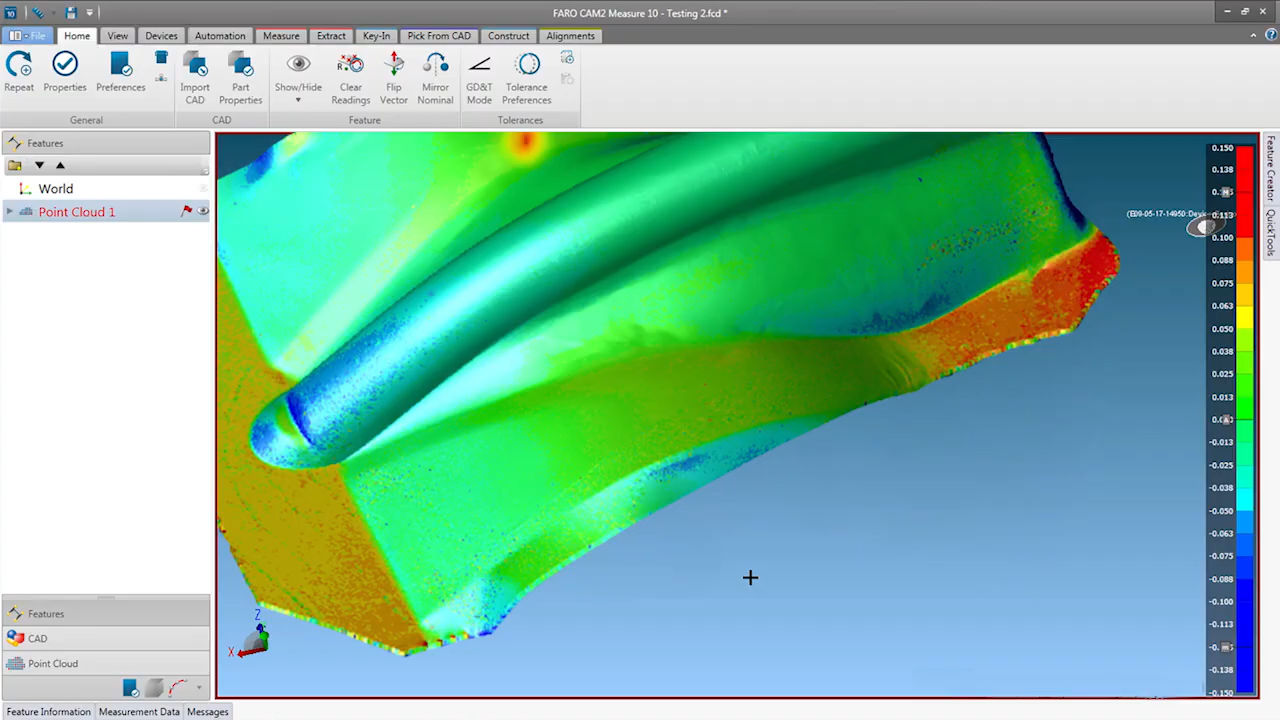 FARO CAM2 Measure 10 - Testing 2.fcd *
File Home View Devices Automation Measure Extract Key-In Pick From CAD Construct Alignments
Repeat Properties Preferences Import CAD Part Properties Show/Hide Clear Readings Flip Vector Mirror Nominal GD&T Mode Tolerance Preferences
General CAD Feature Tolerances
Features
World
Point Cloud 1
Features
CAD
Point Cloud
Feature Information Measurement Data Messages
Z
X
0.150
0.138
0.113
0.100
0.088
0.075
0.063
0.050
0.038
0.025
0.013
-0.013
-0.025
-0.038
-0.050
-0.063
-0.075
-0.088
-0.100
-0.113
-0.138
-0.150
Feature Creator
QuickTools